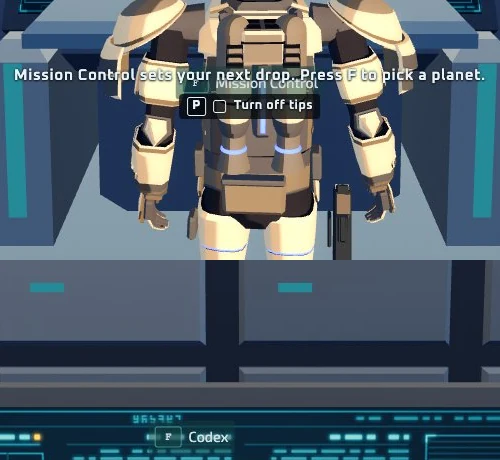 Mission Control sets your next drop. Press F to pick a planet.
F Mission Control
P Turn off tips
F Codex